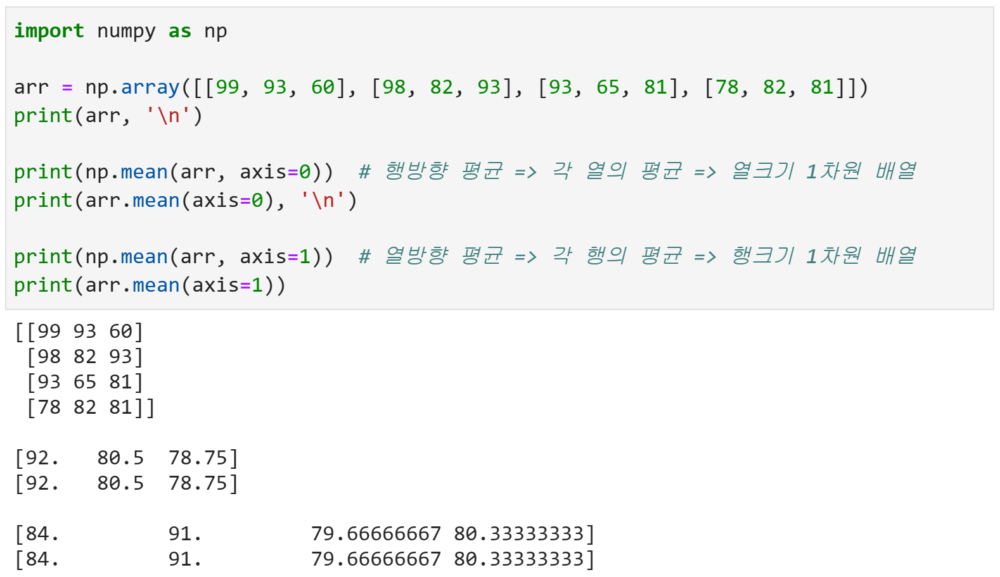 import numpy as np
arr = np.array([[99, 93, 60], [98, 82, 93], [93, 65, 81], [78, 82, 81]])
print(arr, '\n')
print(np.mean(arr, axis=0))  # 행방향 평균 => 각 열의 평균 => 열크기 1차원 배열
print(arr.mean(axis=0), '\n')
print(np.mean(arr, axis=1))  # 열방향 평균 => 각 행의 평균 => 행크기 1차원 배열
print(arr.mean(axis=1))
[[99 93 60]
 [98 82 93]
 [93 65 81]
 [78 82 81]]
[92.   80.5  78.75]
[92.   80.5  78.75]
[84.         91.         79.66666667 80.33333333]
[84.         91.         79.66666667 80.33333333]